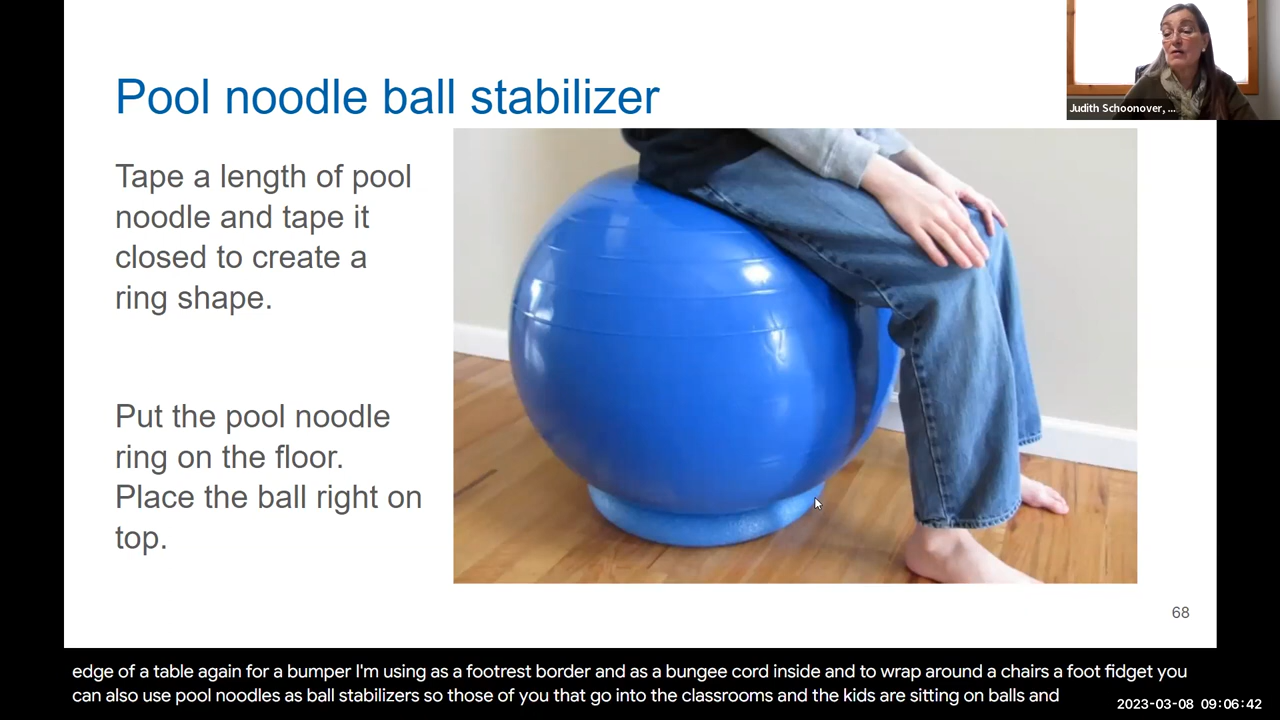 Pool noodle ball stabilizer
Judith Schoonover, ...
Tape a length of pool
noodle and tape it
closed to create a
ring shape.
Put the pool noodle
ring on the floor.
Place the ball right on
top.
68
edge of a table again for a bumper I'm using as a footrest border and as a bungee cord inside and to wrap around a chairs a foot fidget you
can also use pool noodles as ball stabilizers so those of you that go into the classrooms and the kids are sitting on balls and
2023-03-08 09:06:42